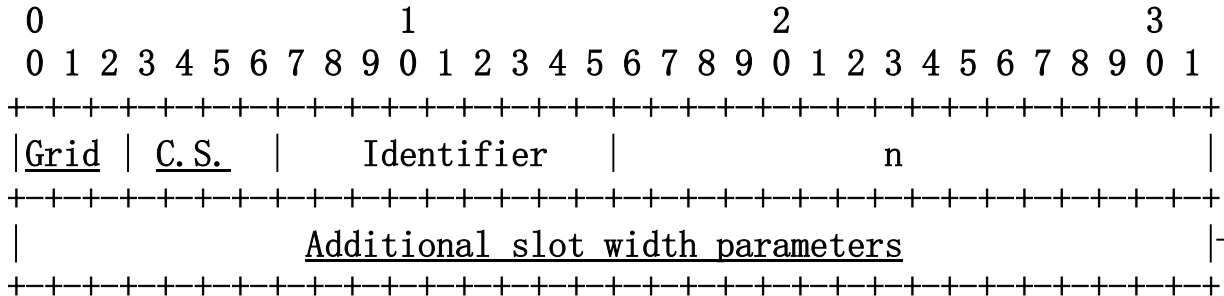 0                   1                   2                   3
0 1 2 3 4 5 6 7 8 9 0 1 2 3 4 5 6 7 8 9 0 1 2 3 4 5 6 7 8 9 0 1
+-+-+-+-+-+-+-+-+-+-+-+-+-+-+-+-+-+-+-+-+-+-+-+-+-+-+-+-+-+-+-+-+
|Grid | C.S.  |    Identifier   |              n                |
+-+-+-+-+-+-+-+-+-+-+-+-+-+-+-+-+-+-+-+-+-+-+-+-+-+-+-+-+-+-+-+-+
|               Additional slot width parameters                |-
+-+-+-+-+-+-+-+-+-+-+-+-+-+-+-+-+-+-+-+-+-+-+-+-+-+-+-+-+-+-+-+-+